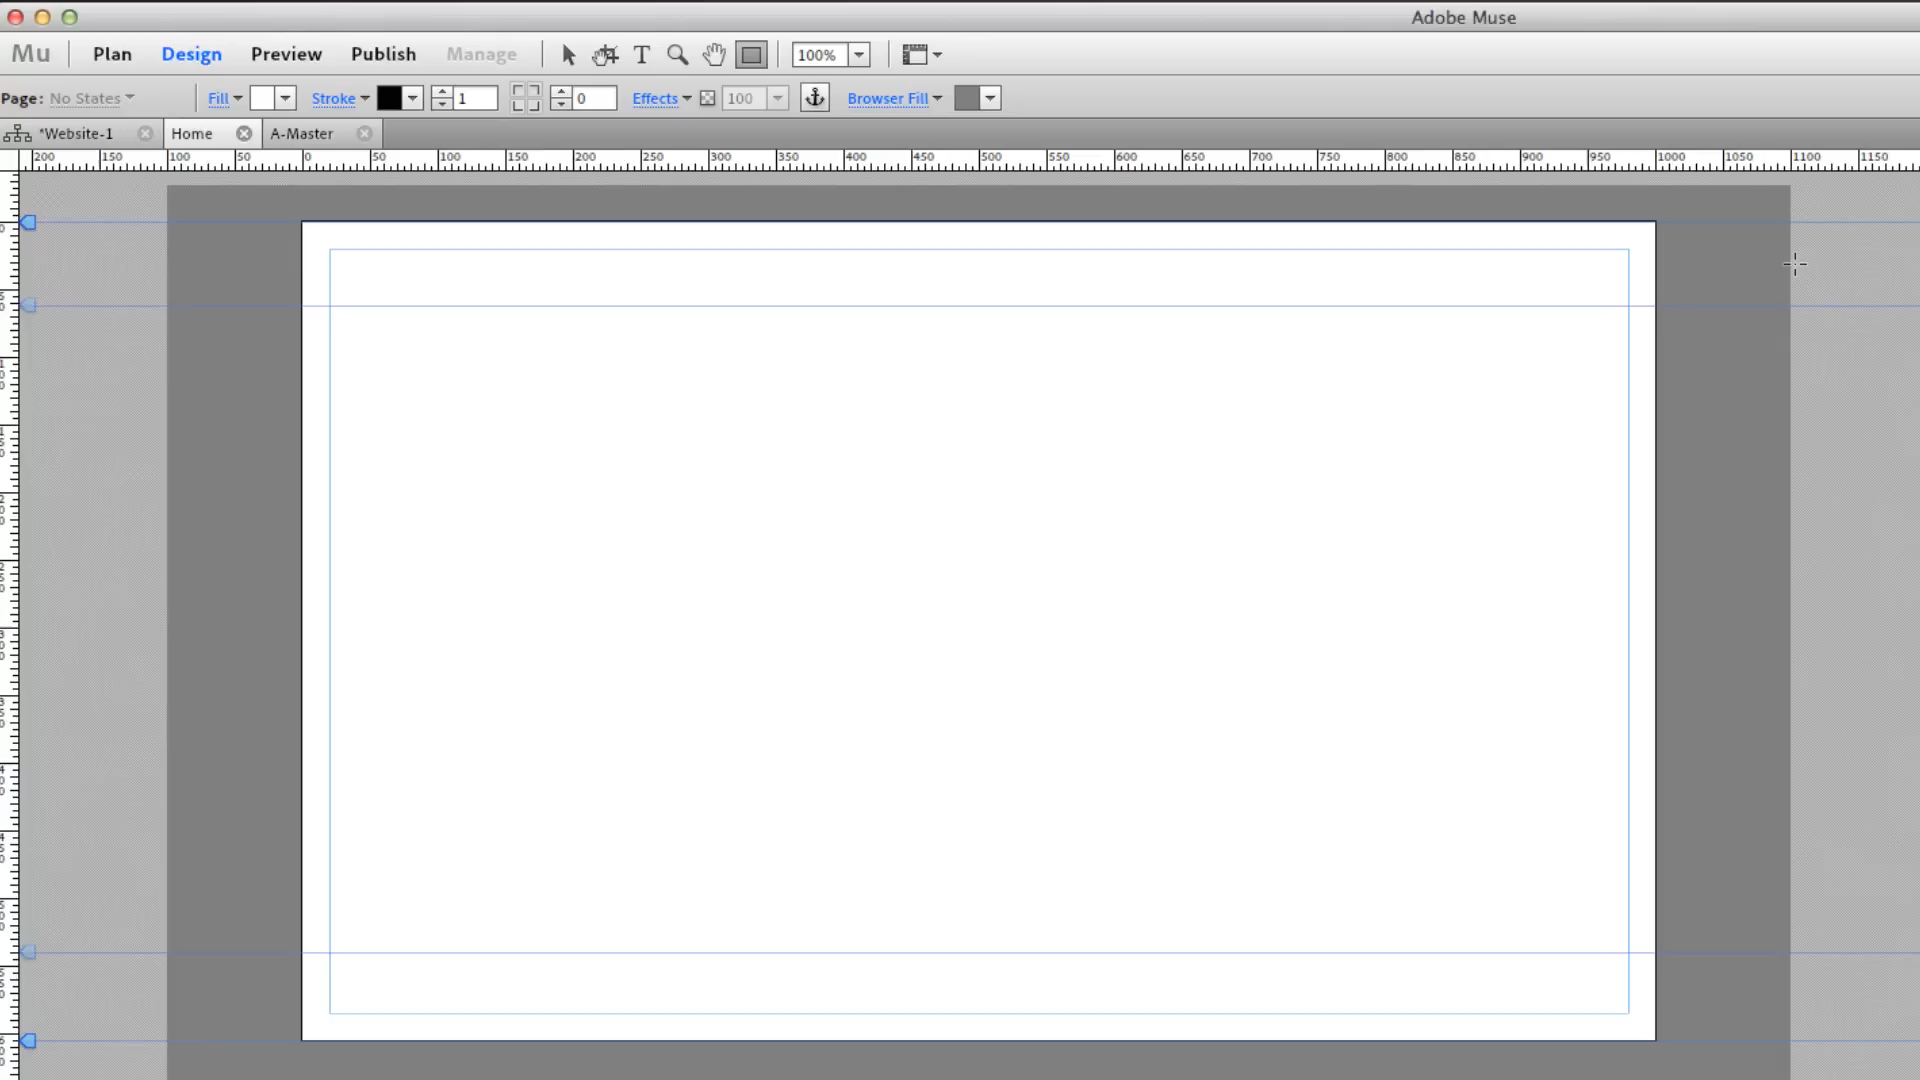 Adobe Muse
Mu Plan Design Preview Publish Manage 100%
Page: No States Fill Stroke 1 0 Effects 100 Browser Fill
*Website-1 Home A-Master
200 150 100 50 0 50 100 150 200 250 300 350 400 450 500 550 600 650 700 750 800 850 900 950 1000 1050 1100 1150